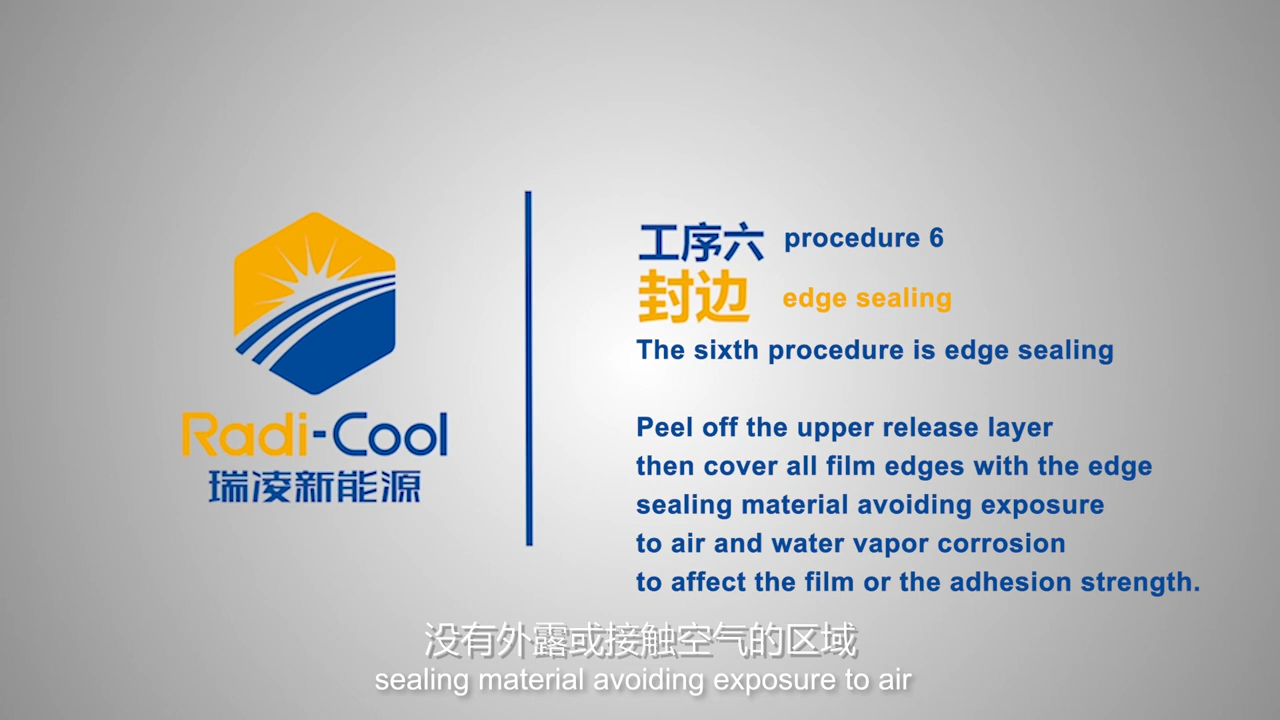 Radi-Cool
瑞凌新能源
工序六 procedure 6
封边 edge sealing
The sixth procedure is edge sealing
Peel off the upper release layer
then cover all film edges with the edge
sealing material avoiding exposure
to air and water vapor corrosion
to affect the film or the adhesion strength.
没有外露或接触空气的区域
sealing material avoiding exposure to air